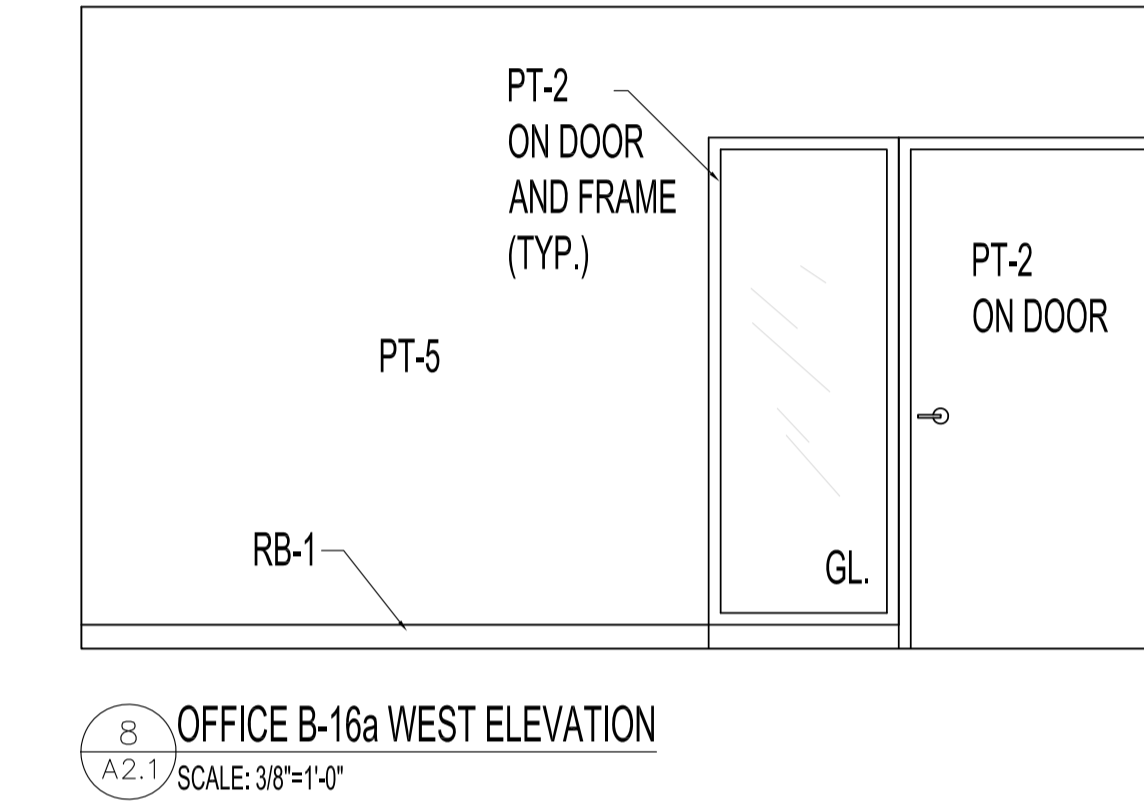 PT-2
ON DOOR
AND FRAME
(TYP.)
PT-2
ON DOOR
PT-5
RB-1
GL.
8
A2.1
OFFICE B-16a WEST ELEVATION
SCALE: 3/8"=1'-0"